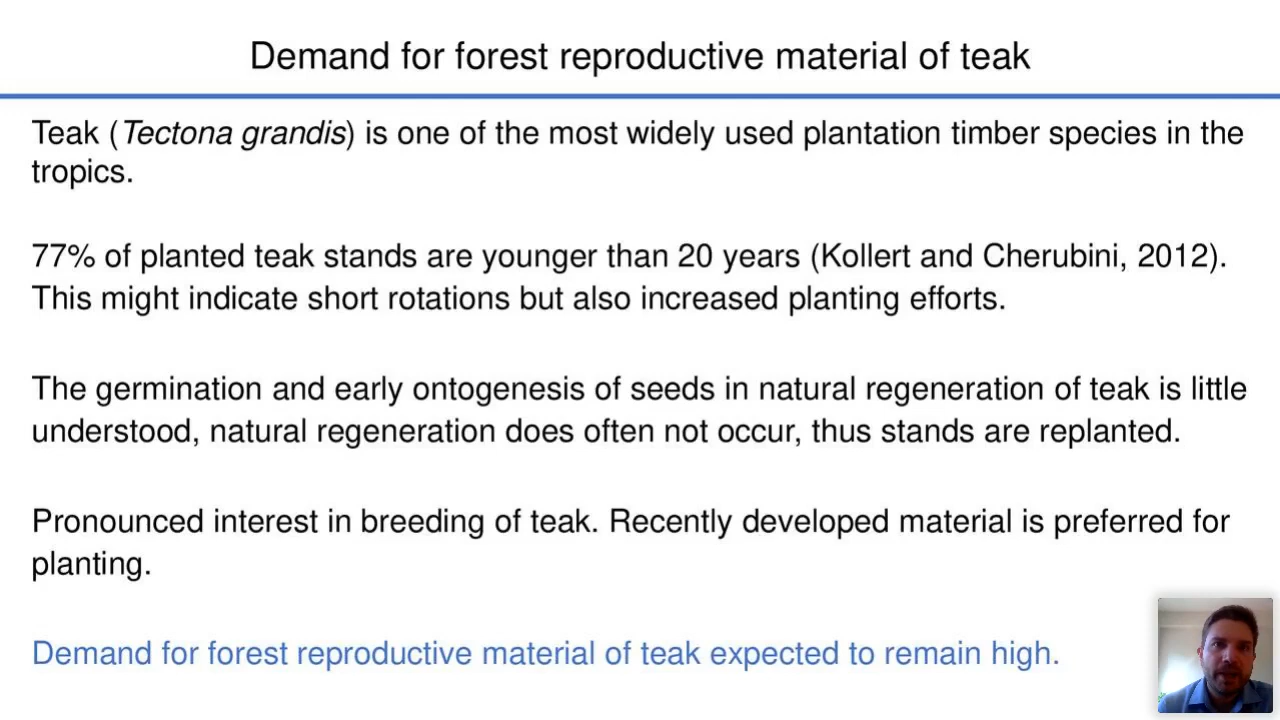 Demand for forest reproductive material of teak
Teak (Tectona grandis) is one of the most widely used plantation timber species in the
tropics.
77% of planted teak stands are younger than 20 years (Kollert and Cherubini, 2012).
This might indicate short rotations but also increased planting efforts.
The germination and early ontogenesis of seeds in natural regeneration of teak is little
understood, natural regeneration does often not occur, thus stands are replanted.
Pronounced interest in breeding of teak. Recently developed material is preferred for
planting.
Demand for forest reproductive material of teak expected to remain high.